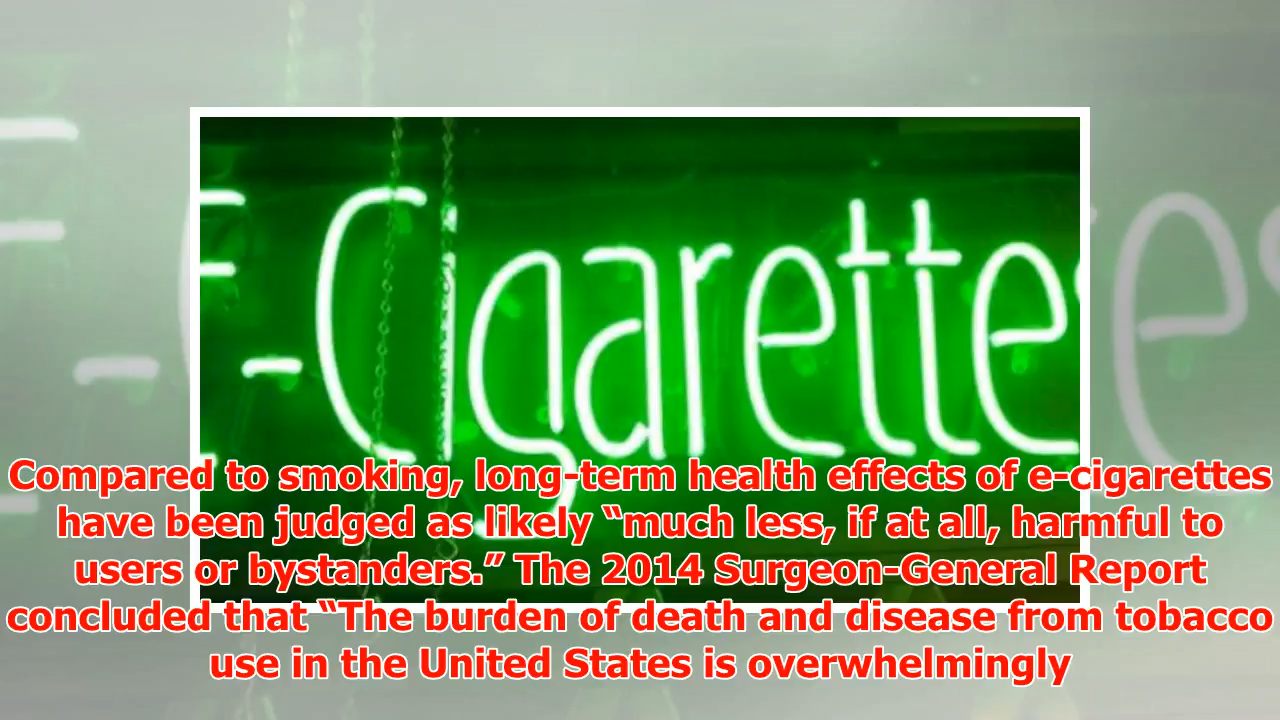 E-Cigarettes
Compared to smoking, long-term health effects of e-cigarettes
have been judged as likely “much less, if at all, harmful to
users or bystanders.” The 2014 Surgeon-General Report
concluded that “The burden of death and disease from tobacco
use in the United States is overwhelmingly